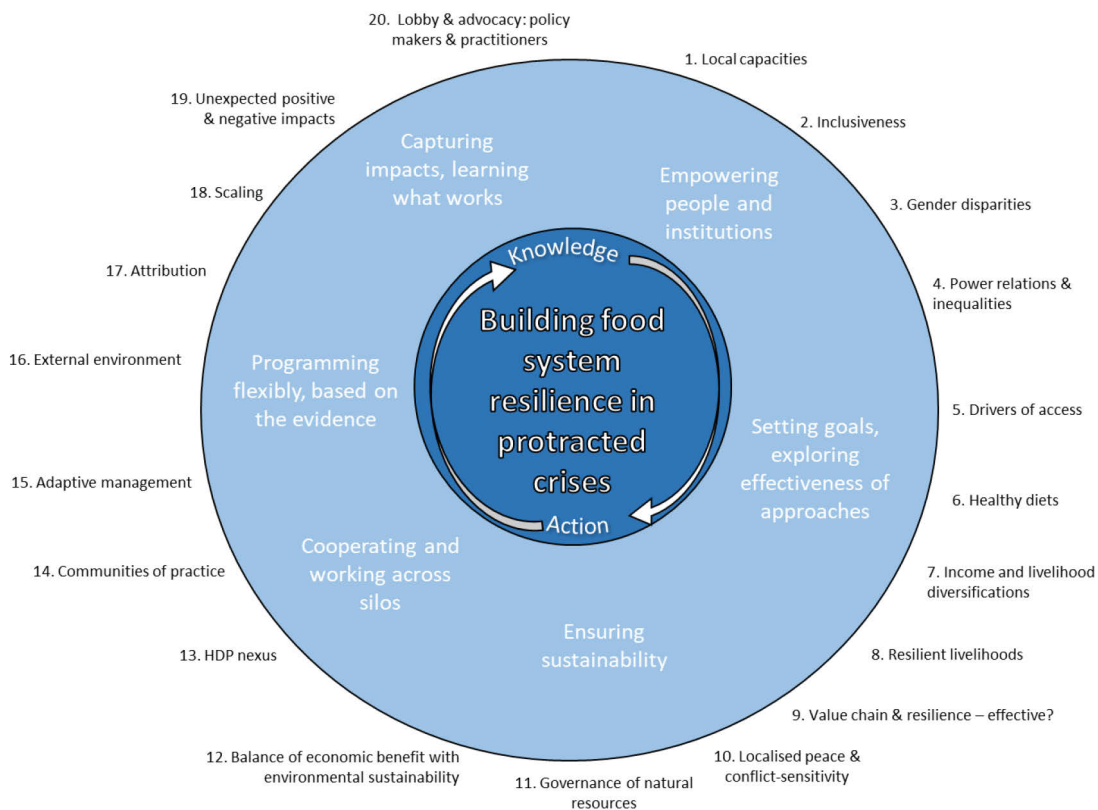 20. Lobby & advocacy: policy
makers & practitioners
1. Local capacities
2. Inclusiveness
3. Gender disparities
4. Power relations &
inequalities
5. Drivers of access
6. Healthy diets
7. Income and livelihood
diversifications
8. Resilient livelihoods
9. Value chain & resilience – effective?
10. Localised peace &
conflict-sensitivity
11. Governance of natural
resources
12. Balance of economic benefit with
environmental sustainability
13. HDP nexus
14. Communities of practice
15. Adaptive management
16. External environment
17. Attribution
18. Scaling
19. Unexpected positive
& negative impacts
Capturing
impacts, learning
what works
Empowering
people and
institutions
Setting goals,
exploring
effectiveness of
approaches
Ensuring
sustainability
Cooperating and
working across
silos
Programming
flexibly, based on
the evidence
Knowledge
Building food
system
resilience in
protracted
crises
Action